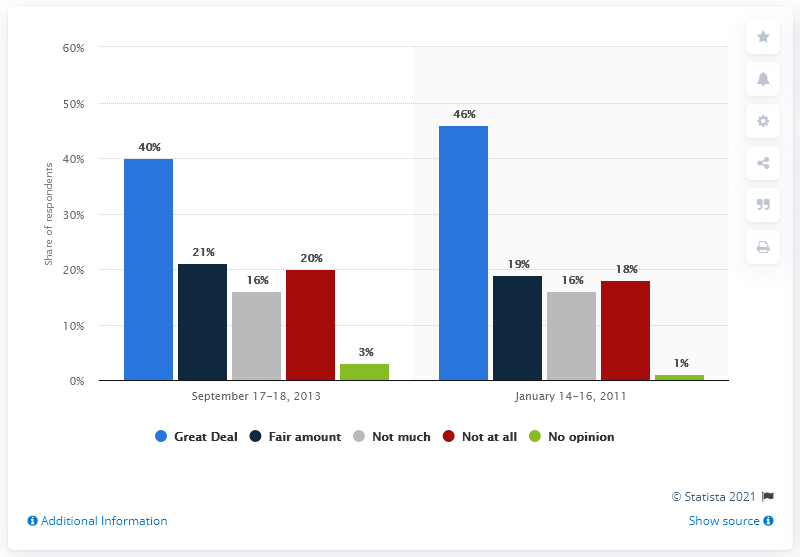 60%
50%
40%
30%
20%
10%
0%
Share of respondents
40%
21%
16%
20%
3%
46%
19%
16%
18%
1%
September 17-18, 2013
January 14-16, 2011
Great Deal
Fair amount
Not much
Not at all
No opinion
© Statista 2021
Additional Information
Show source